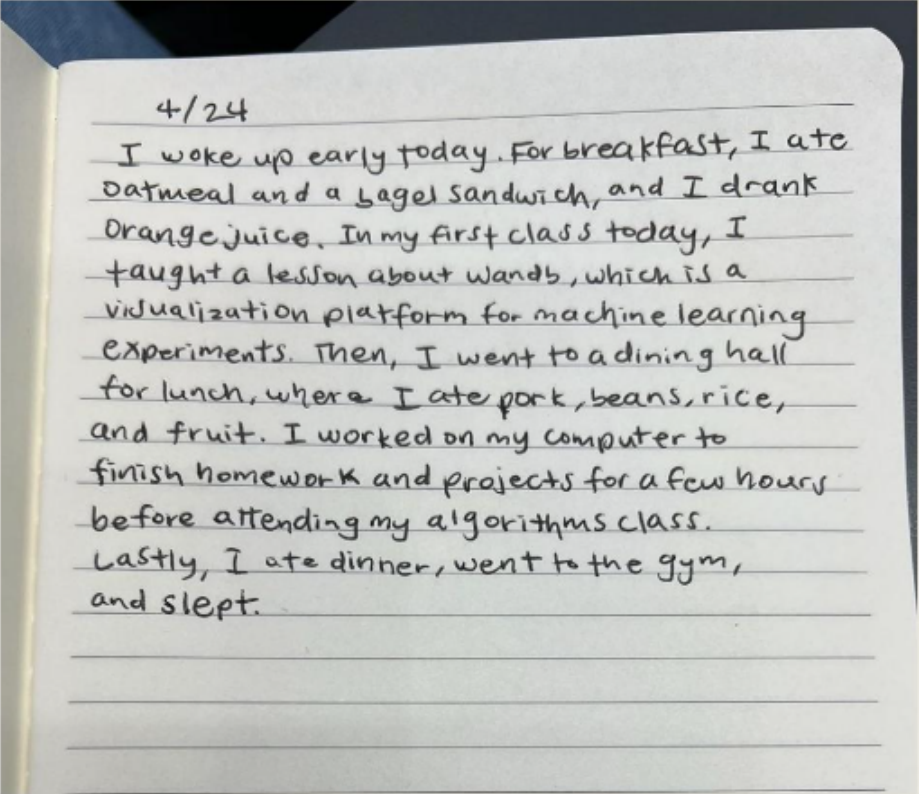 4/24
I woke up early today. For breakfast, I ate
oatmeal and a bagel sandwich, and I drank
orange juice. In my first class today, I
taught a lesson about wandb, which is a
visualization platform for machine learning
experiments. Then, I went to a dining hall
for lunch, where I ate pork, beans, rice,
and fruit. I worked on my computer to
finish homework and projects for a few hours
before attending my algorithms class.
Lastly, I ate dinner, went to the gym,
and slept.